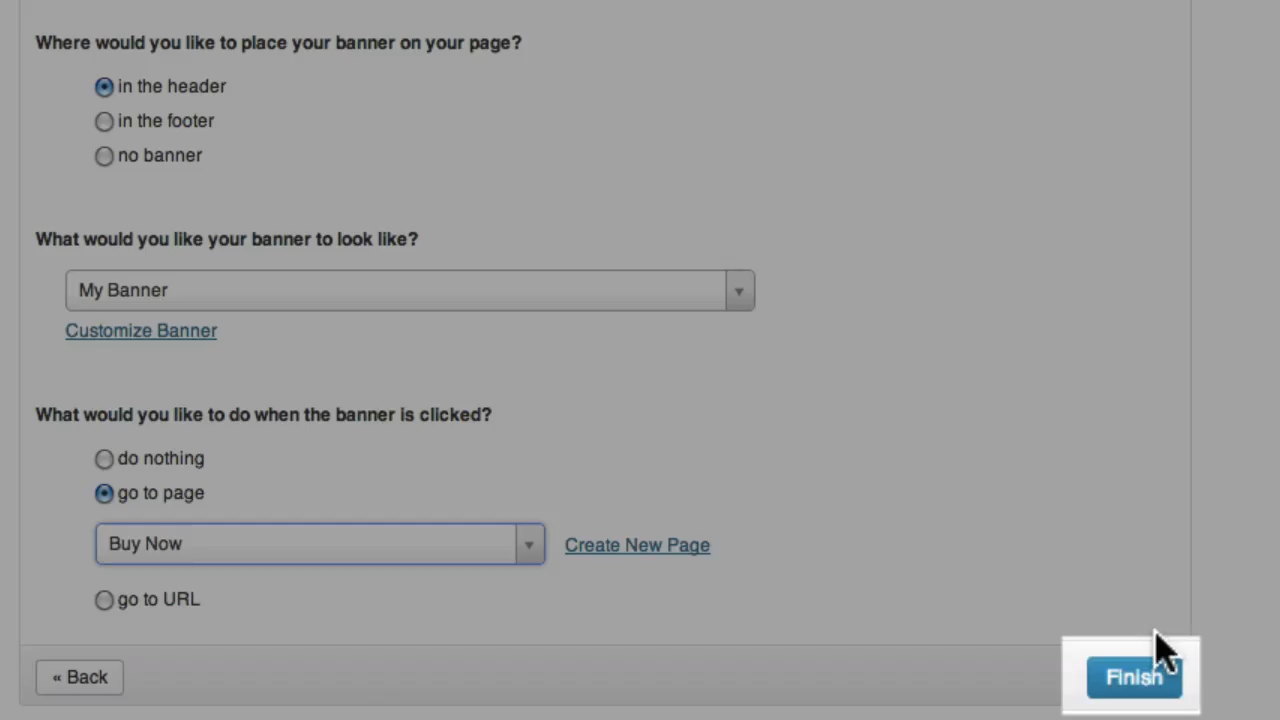 Where would you like to place your banner on your page?
in the header
in the footer
no banner
What would you like your banner to look like?
My Banner
Customize Banner
What would you like to do when the banner is clicked?
do nothing
go to page
Buy Now
Create New Page
go to URL
« Back
Finish